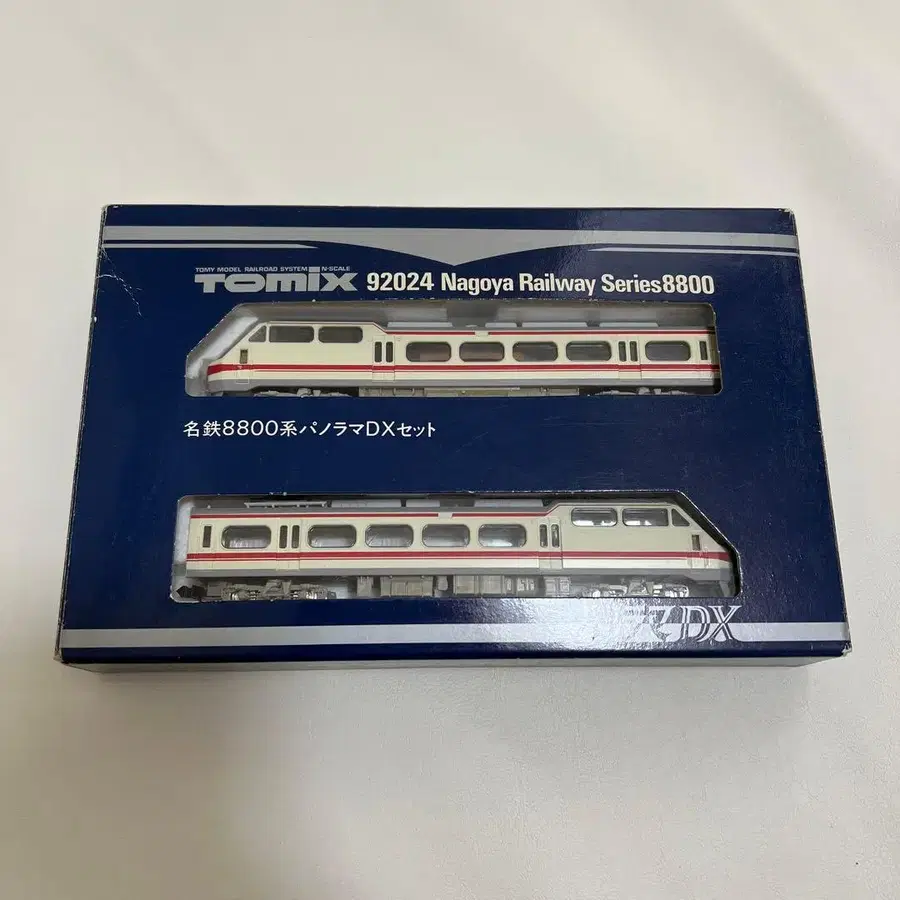 TOMY MODEL RAILROAD SYSTEM N-SCALE
TOMIX 92024 Nagoya Railway Series8800
名鉄8800系パノラマDXセット
DX